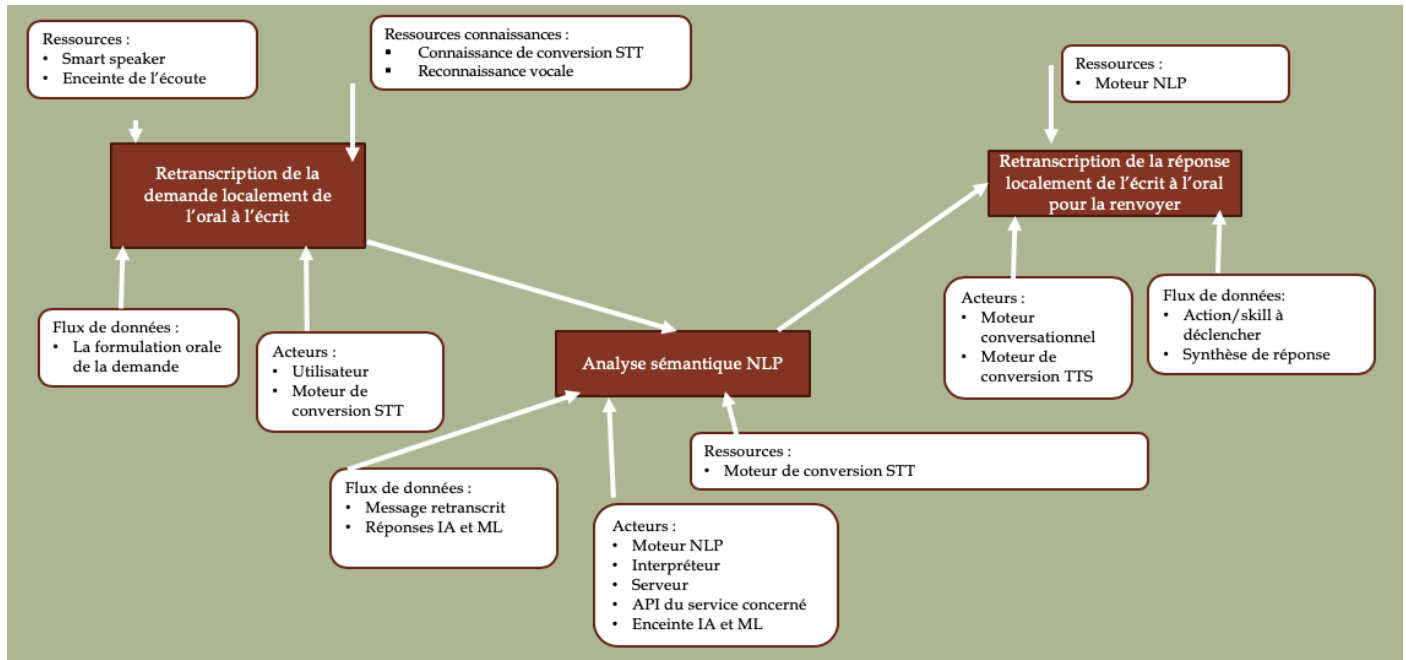 Ressources :
• Smart speaker
• Enceinte de l'écoute
Ressources connaissances :
▪ Connaissance de conversion STT
▪ Reconnaissance vocale
Ressources :
• Moteur NLP
Retranscription de la
demande localement de
l'oral à l'écrit
Retranscription de la réponse
localement de l'écrit à l'oral
pour la renvoyer
Flux de données :
• La formulation orale
de la demande
Acteurs :
• Utilisateur
• Moteur de
conversion STT
Analyse sémantique NLP
Acteurs :
• Moteur
conversationnel
• Moteur de
conversion TTS
Flux de données:
• Action/skill à
déclencher
• Synthèse de réponse
Ressources :
• Moteur de conversion STT
Flux de données :
• Message retranscrit
• Réponses IA et ML
Acteurs :
• Moteur NLP
• Interpréteur
• Serveur
• API du service concerné
• Enceinte IA et ML